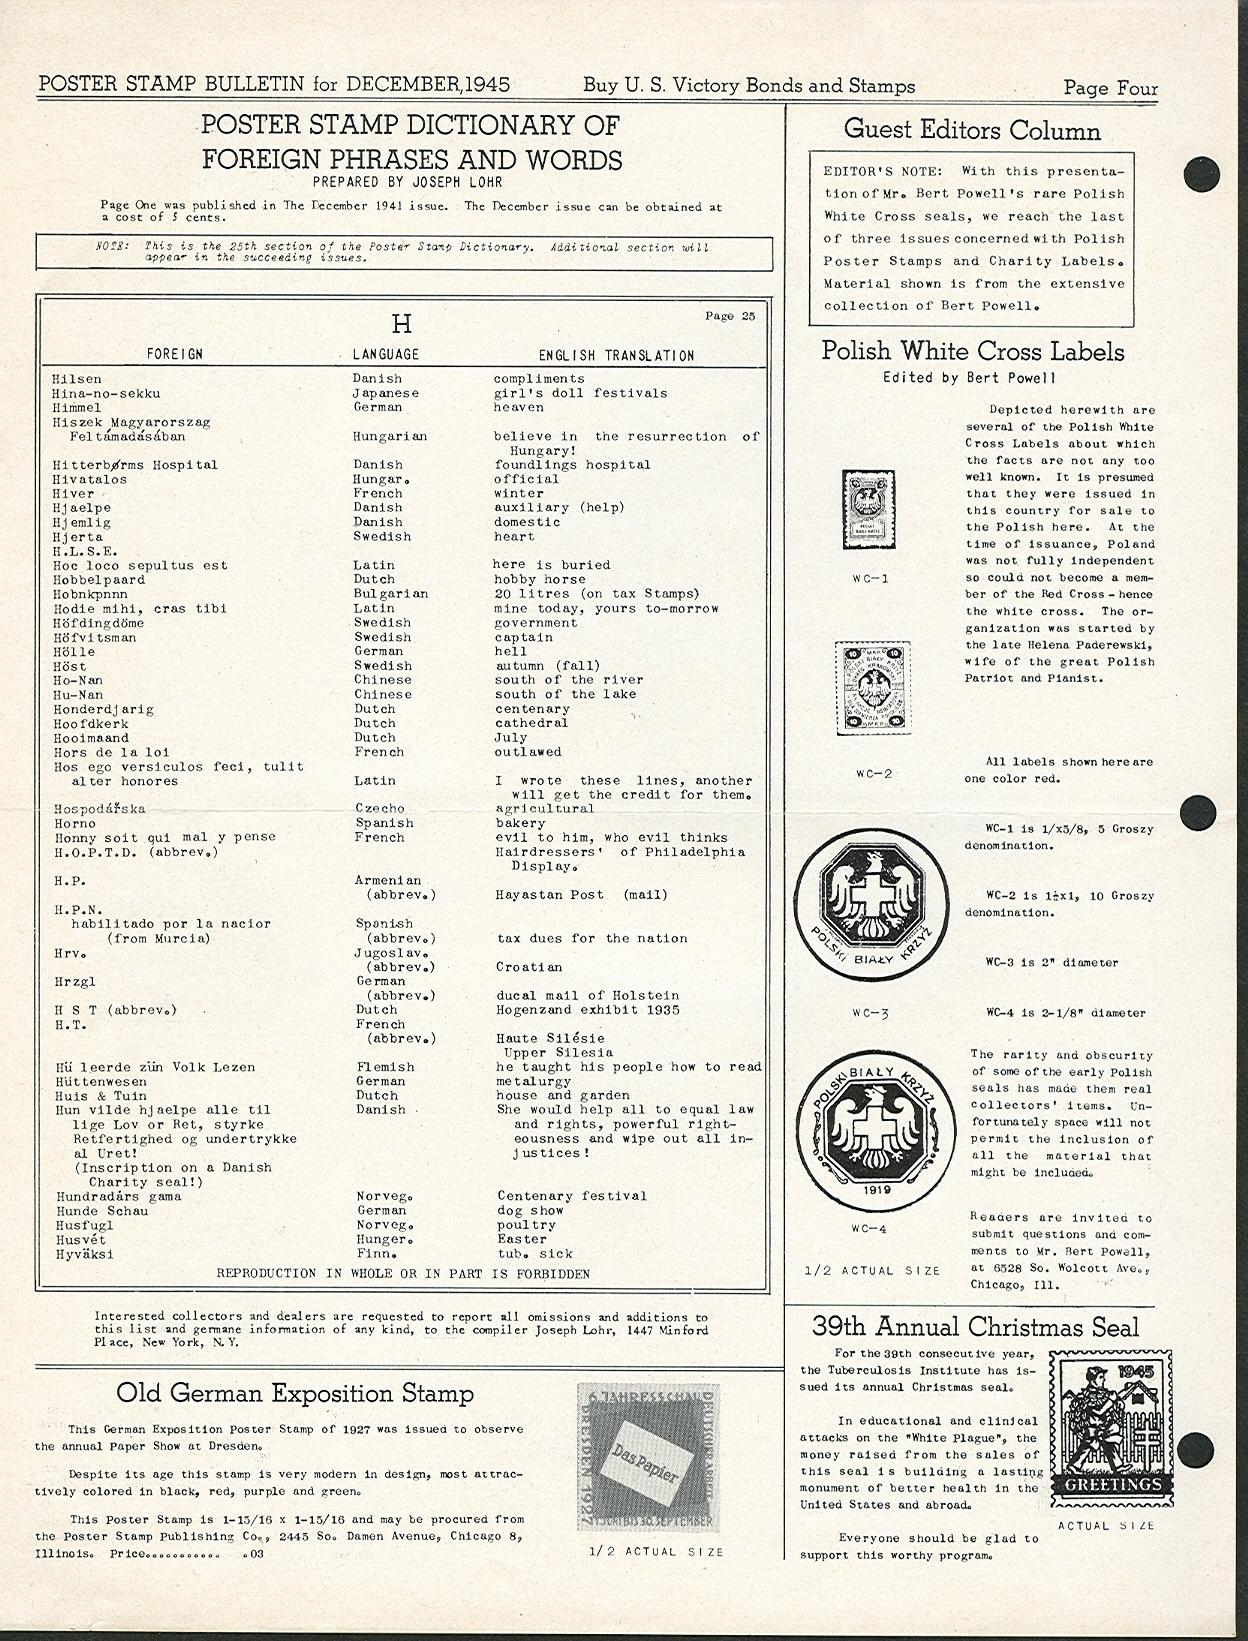 POSTER STAMP BULLETIN for DECEMBER,1945 Buy U. S. Victory Bonds and Stamps Page Four
POSTER STAMP DICTIONARY OF
FOREIGN PHRASES AND WORDS
PREPARED BY JOSEPH LOHR
Page One was published in The December 1941 issue. The December issue can be obtained at
a cost of 5 cents.
NOTE: This is the 25th section of the Poster Stamp Dictionary. Additional section will
appear in the succeeding issues.
H Page 25
FOREIGN LANGUAGE ENGLISH TRANSLATION
Hilsen Danish compliments
Hina-no-sekku Japanese girl's doll festivals
Himmel German heaven
Hiszek Magyarorszag
Feltámadásában Hungarian believe in the resurrection of
Hungary!
Hitterbørms Hospital Danish foundlings hospital
Hivatalos Hungar. official
Hiver French winter
Hjaelpe Danish auxiliary (help)
Hjemlig Danish domestic
Hjerta Swedish heart
H.L.S.E.
Hoc loco sepultus est Latin here is buried
Hobbelpaard Dutch hobby horse
Hobnkpnnn Bulgarian 20 litres (on tax Stamps)
Hodie mihi, cras tibi Latin mine today, yours to-morrow
Höfdingdöme Swedish government
Höfvitsman Swedish captain
Hölle German hell
Höst Swedish autumn (fall)
Ho-Nan Chinese south of the river
Hu-Nan Chinese south of the lake
Honderdjarig Dutch centenary
Hoofdkerk Dutch cathedral
Hooimaand Dutch July
Hors de la loi French outlawed
Hos ego versiculos feci, tulit
alter honores Latin I wrote these lines, another
will get the credit for them.
Hospodářska Czecho agricultural
Horno Spanish bakery
Honny soit qui mal y pense French evil to him, who evil thinks
H.O.P.T.D. (abbrev.) Hairdressers' of Philadelphia
Display.
H.P. Armenian
(abbrev.) Hayastan Post (mail)
H.P.N.
habilitado por la nacior Spanish
(from Murcia) (abbrev.) tax dues for the nation
Hrv. Jugoslav.
(abbrev.) Croatian
Hrzgl German
(abbrev.) ducal mail of Holstein
H S T (abbrev.) Dutch Hogenzand exhibit 1935
H.T. French
(abbrev.) Haute Silésie
Upper Silesia
Hü leerde zün Volk Lezen Flemish he taught his people how to read
Hüttenwesen German metalurgy
Huis & Tuin Dutch house and garden
Hun vilde hjaelpe alle til Danish She would help all to equal law
lige Lov or Ret, styrke and rights, powerful right-
Retfertighed og undertrykke eousness and wipe out all in-
al Uret! justices!
(Inscription on a Danish
Charity seal!)
Hundradárs gama Norveg. Centenary festival
Hunde Schau German dog show
Husfugl Norveg. poultry
Husvét Hunger. Easter
Hyväksi Finn. tub. sick
REPRODUCTION IN WHOLE OR IN PART IS FORBIDDEN
Interested collectors and dealers are requested to report all omissions and additions to
this list and germane information of any kind, to the compiler Joseph Lohr, 1447 Minford
Place, New York, N.Y.
Old German Exposition Stamp
This German Exposition Poster Stamp of 1927 was issued to observe
the annual Paper Show at Dresden.
Despite its age this stamp is very modern in design, most attrac-
tively colored in black, red, purple and green.
This Poster Stamp is 1-15/16 x 1-15/16 and may be procured from
the Poster Stamp Publishing Co., 2445 So. Damen Avenue, Chicago 8,
Illinois. Price........... .03
6. JAHRESSCHAU
DEUTSCHER ARBEIT
DRESDEN 1927
Das Papier
1. JUNI BIS 30. SEPTEMBER
1/2 ACTUAL SIZE
Guest Editors Column
EDITOR'S NOTE: With this presenta-
tion of Mr. Bert Powell's rare Polish
White Cross seals, we reach the last
of three issues concerned with Polish
Poster Stamps and Charity Labels.
Material shown is from the extensive
collection of Bert Powell.
Polish White Cross Labels
Edited by Bert Powell
Depicted herewith are
several of the Polish White
Cross Labels about which
the facts are not any too
well known. It is presumed
that they were issued in
this country for sale to
the Polish here. At the
time of issuance, Poland
was not fully independent
so could not become a mem-
ber of the Red Cross - hence
the white cross. The or-
ganization was started by
the late Helena Paderewski,
wife of the great Polish
Patriot and Pianist.
WC-1
10 MKP 10
POLSKI BIAŁY KRZYŻ
10 MKP 10
WC-2
All labels shown here are
one color red.
WC-1 is 1/x5/8, 5 Groszy
denomination.
WC-2 is 1½x1, 10 Groszy
denomination.
WC-3 is 2" diameter
WC-4 is 2-1/8" diameter
POLSKI BIAŁY KRZYŻ
WC-3
POLSKI BIAŁY KRZYŻ
1919
WC-4
1/2 ACTUAL SIZE
The rarity and obscurity
of some of the early Polish
seals has made them real
collectors' items. Un-
fortunately space will not
permit the inclusion of
all the material that
might be included.
Readers are invited to
submit questions and com-
ments to Mr. Bert Powell,
at 6528 So. Wolcott Ave.,
Chicago, Ill.
39th Annual Christmas Seal
For the 39th consecutive year,
the Tuberculosis Institute has is-
sued its annual Christmas seal.
In educational and clinical
attacks on the "White Plague", the
money raised from the sales of
this seal is building a lasting
monument of better health in the
United States and abroad.
Everyone should be glad to
support this worthy program.
1945
GREETINGS
ACTUAL SIZE